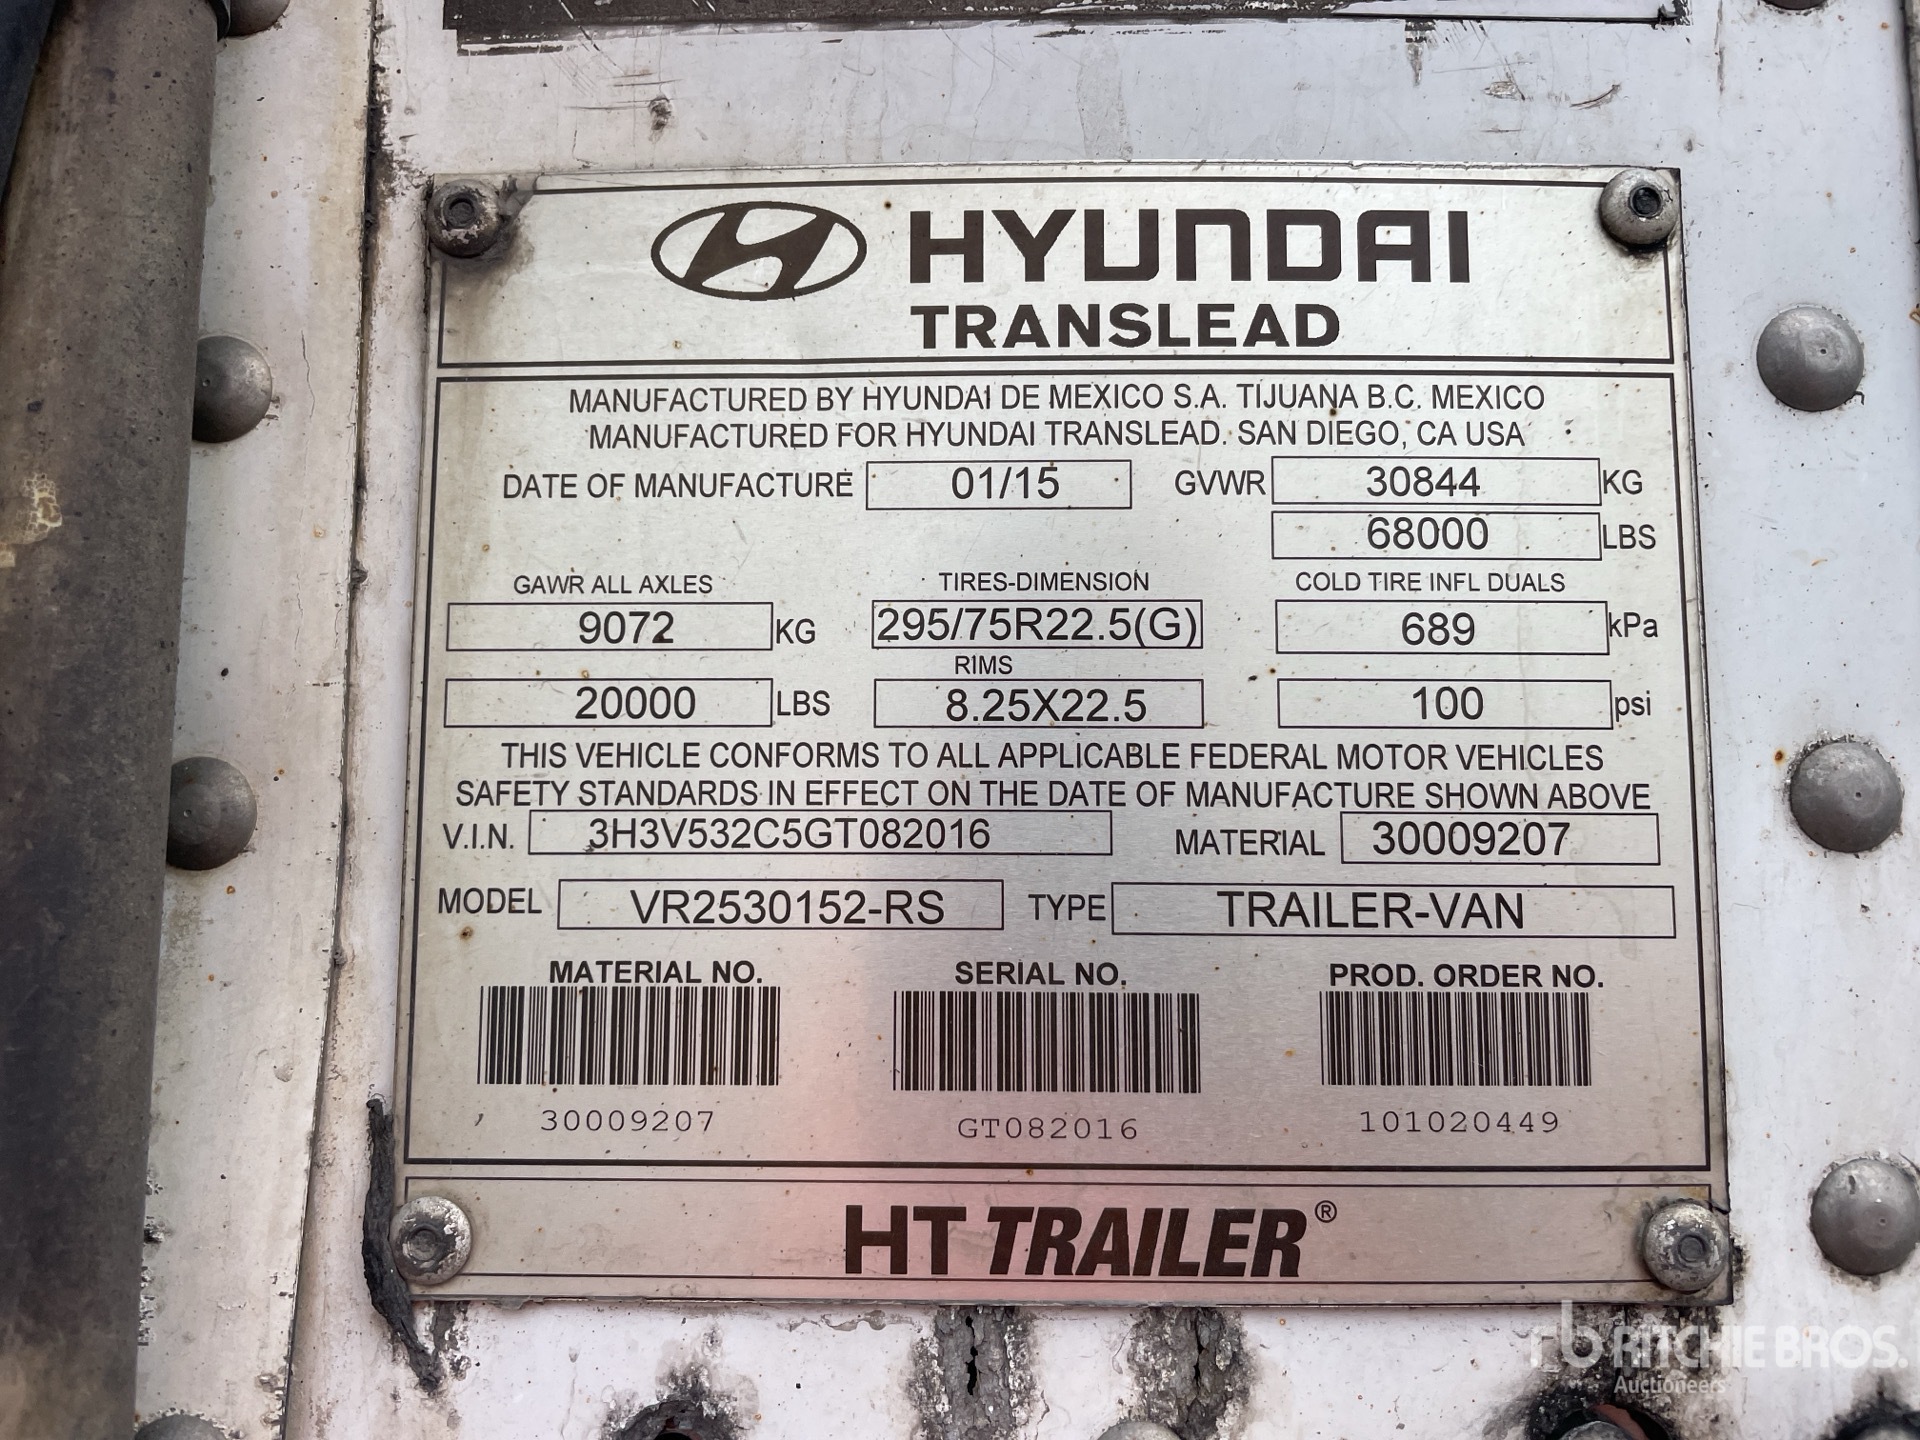 HYUNDAI
TRANSLEAD
MANUFACTURED BY HYUNDAI DE MEXICO S.A. TIJUANA B.C. MEXICO
MANUFACTURED FOR HYUNDAI TRANSLEAD. SAN DIEGO, CA USA
DATE OF MANUFACTURE 01/15 GVWR 30844 KG
68000 LBS
GAWR ALL AXLES TIRES-DIMENSION COLD TIRE INFL DUALS
9072 KG 295/75R22.5(G) 689 kPa
RIMS
20000 LBS 8.25X22.5 100 psi
THIS VEHICLE CONFORMS TO ALL APPLICABLE FEDERAL MOTOR VEHICLES
SAFETY STANDARDS IN EFFECT ON THE DATE OF MANUFACTURE SHOWN ABOVE
V.I.N. 3H3V532C5GT082016 MATERIAL 30009207
MODEL VR2530152-RS TYPE TRAILER-VAN
MATERIAL NO. SERIAL NO. PROD. ORDER NO.
30009207 GT082016 101020449
HT TRAILER®
rb RITCHIE BROS.
Auctioneers